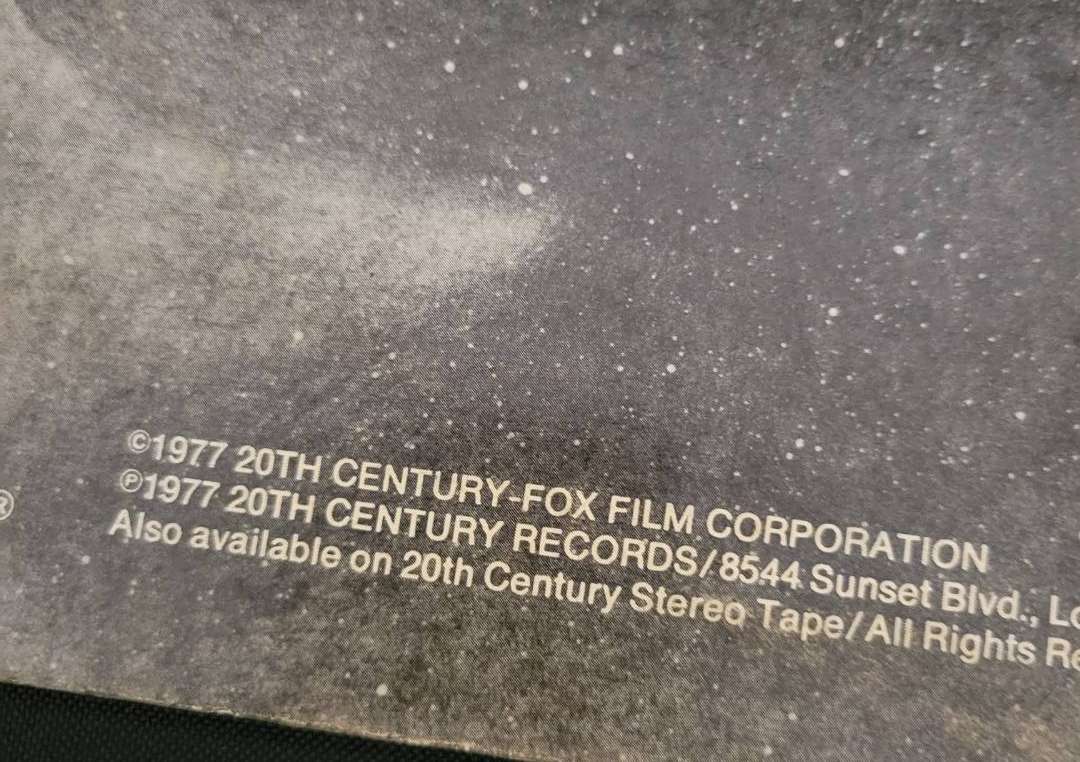 ©1977 20TH CENTURY-FOX FILM CORPORATION
℗1977 20TH CENTURY RECORDS/8544 Sunset Blvd.,
®
Also available on 20th Century Stereo Tape/All Rights